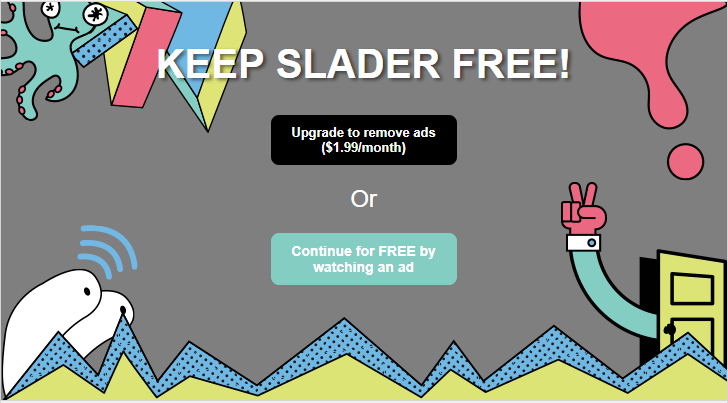 KEEP SLADER FREE!
Upgrade to remove ads
($1.99/month)
Or
Continue for FREE by
watching an ad